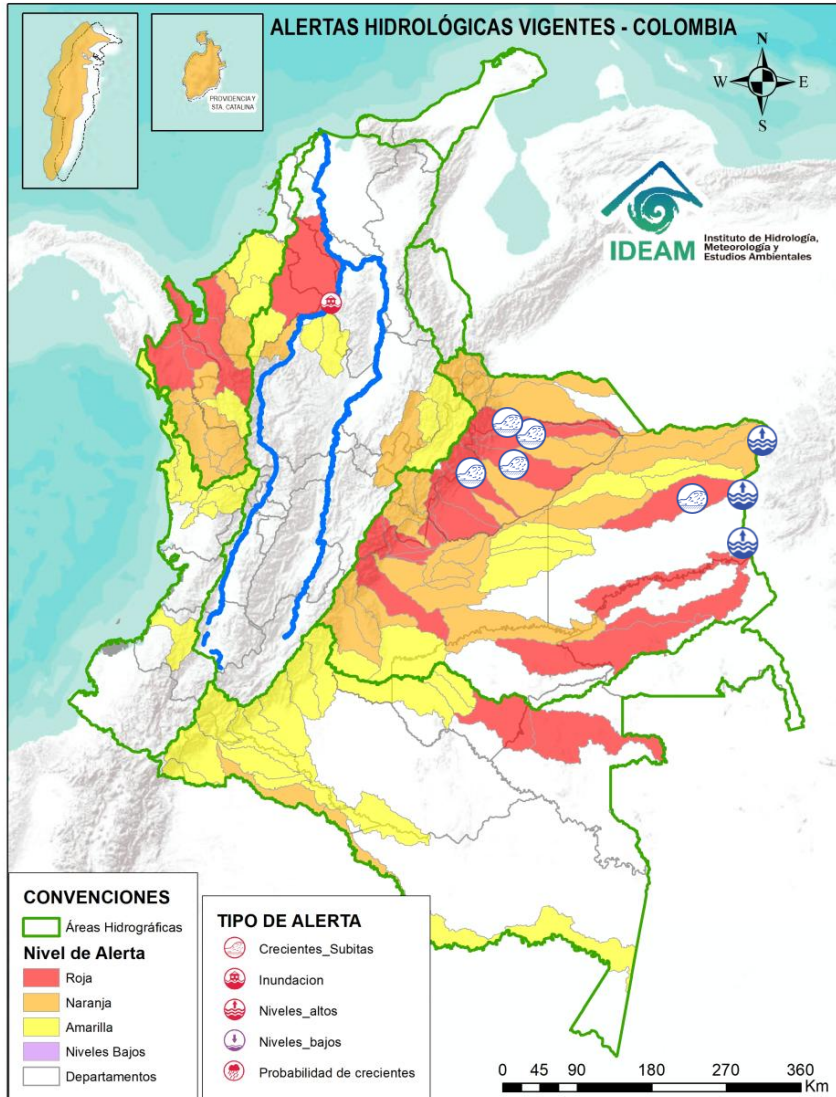 ALERTAS HIDROLÓGICAS VIGENTES - COLOMBIA
PROVIDENCIA Y
STA. CATALINA
N
W
E
S
IDEAM
Instituto de Hidrología,
Meteorología y
Estudios Ambientales
CONVENCIONES
Áreas Hidrográficas
Nivel de Alerta
Roja
Naranja
Amarilla
Niveles Bajos
Departamentos
TIPO DE ALERTA
Crecientes_Subitas
Inundacion
Niveles_altos
Niveles_bajos
Probabilidad de crecientes
0 45 90 180 270 360
Km